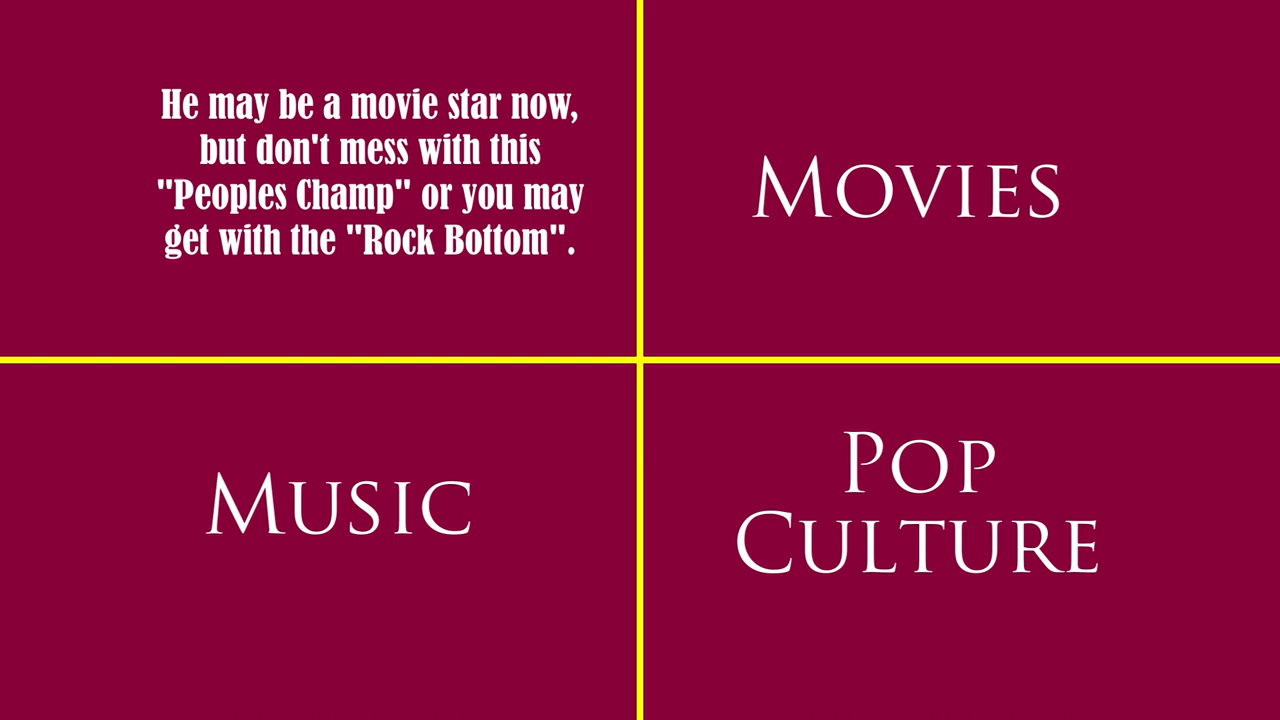 He may be a movie star now,
but don't mess with this
"Peoples Champ" or you may
get with the "Rock Bottom".
MOVIES
MUSIC
POP
CULTURE